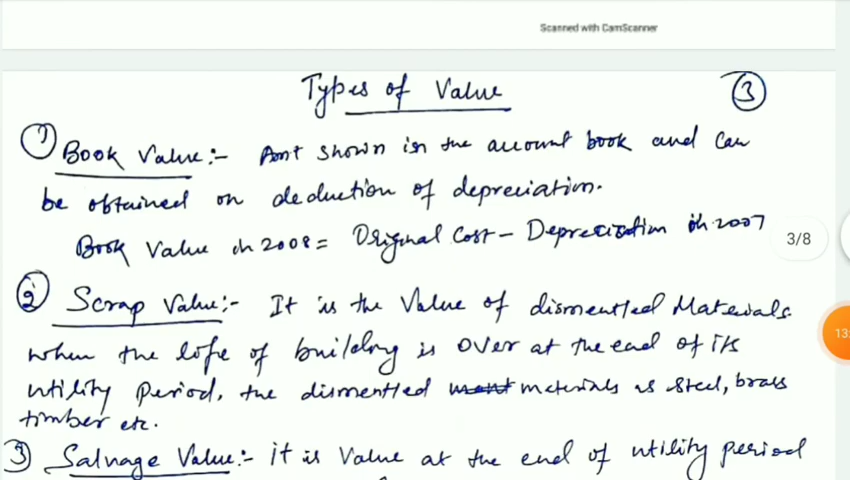 Scanned with CamScanner
Types of Value
3
1) Book Value:- Amt shown in the account book and can
be obtained on deduction of depreciation.
Book Value in 2008 = Original Cost - Depreciation in 2007
3/8
2) Scrap Value:- It is the Value of dismentled Materials
13:
when the life of building is over at the end of its
utility period, the dismentled materials as steel, brass
timber etc.
3) Salvage Value:- it is Value at the end of utility period